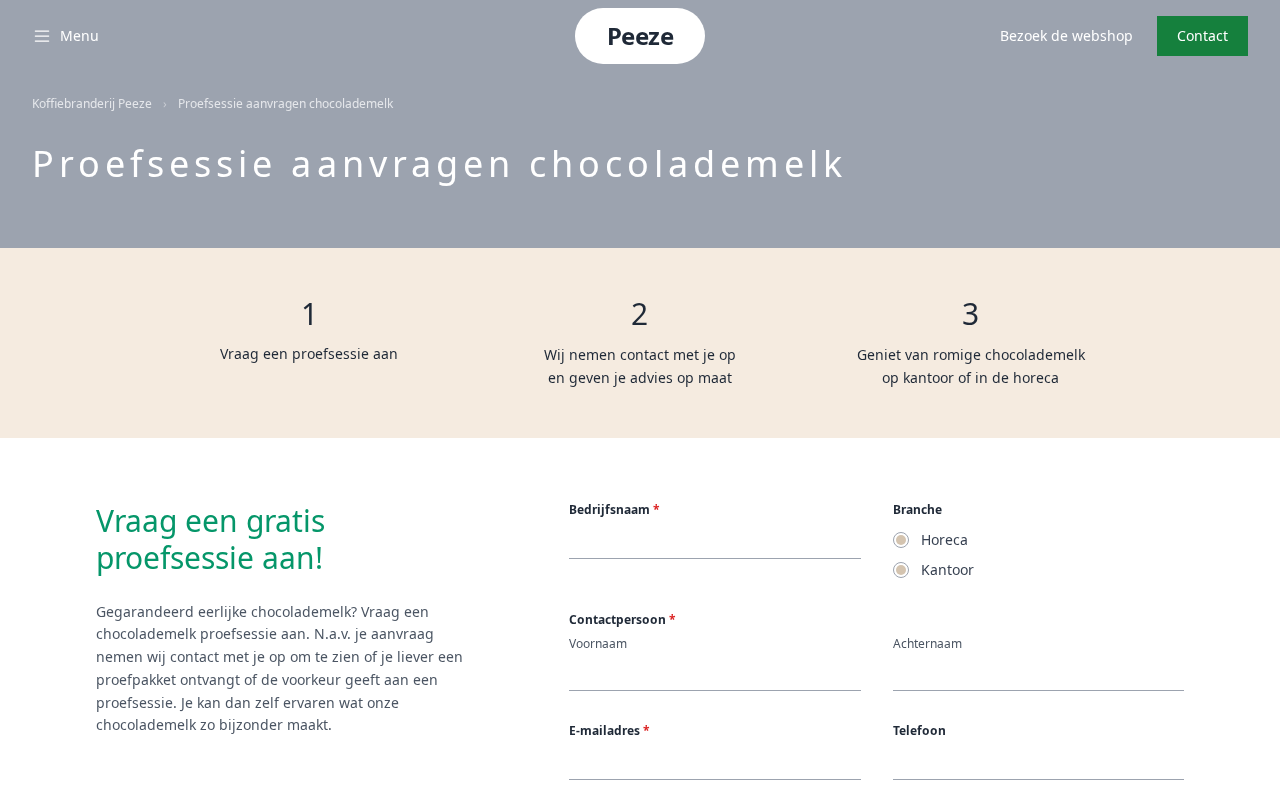 Menu
Peeze
Bezoek de webshop
Contact
Koffiebranderij Peeze › Proefsessie aanvragen chocolademelk
Proefsessie aanvragen chocolademelk
1
Vraag een proefsessie aan
2
Wij nemen contact met je op
en geven je advies op maat
3
Geniet van romige chocolademelk
op kantoor of in de horeca
Vraag een gratis
proefsessie aan!
Gegarandeerd eerlijke chocolademelk? Vraag een
chocolademelk proefsessie aan. N.a.v. je aanvraag
nemen wij contact met je op om te zien of je liever een
proefpakket ontvangt of de voorkeur geeft aan een
proefsessie. Je kan dan zelf ervaren wat onze
chocolademelk zo bijzonder maakt.
Bedrijfsnaam *
Branche
Horeca
Kantoor
Contactpersoon *
Voornaam
Achternaam
E-mailadres *
Telefoon